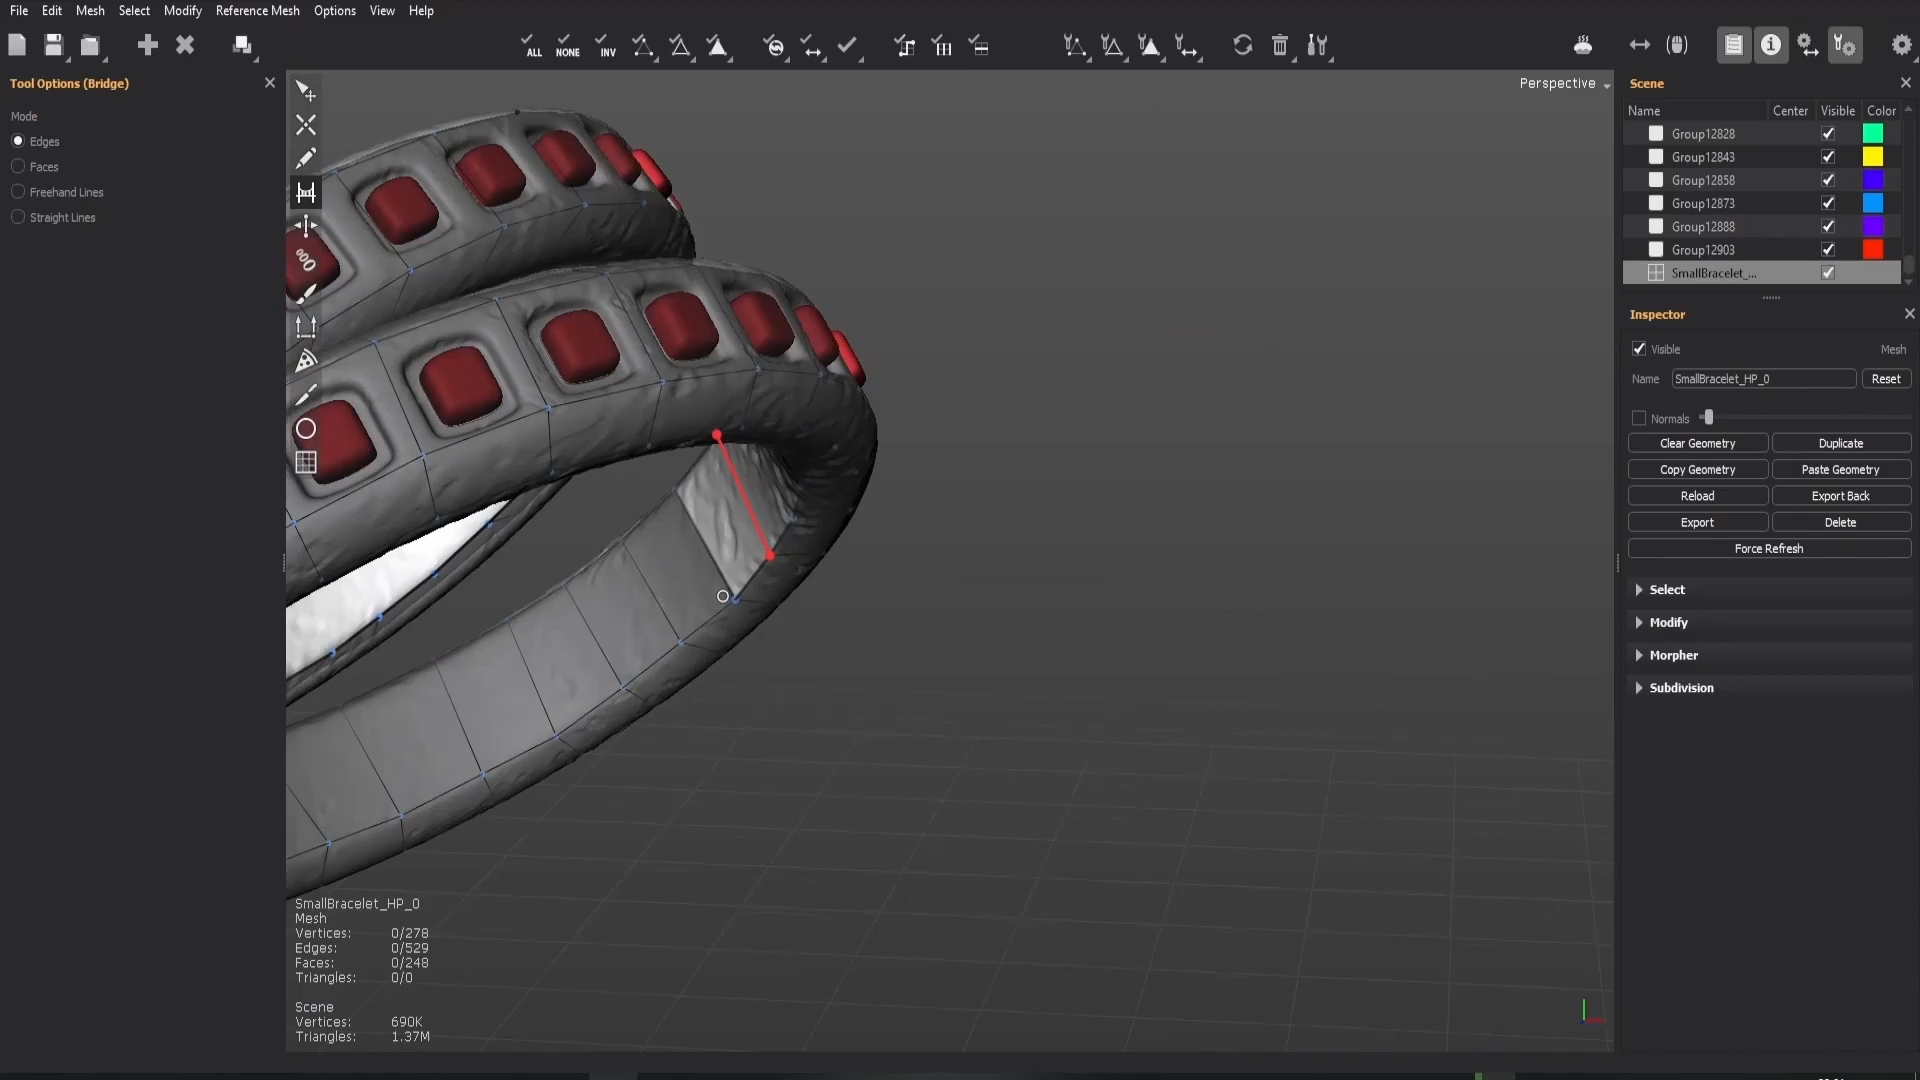 File Edit Mesh Select Modify Reference Mesh Options View Help
ALL NONE INV
Tool Options (Bridge)
Mode
Edges
Faces
Freehand Lines
Straight Lines
Perspective
SmallBracelet_HP_0
Mesh
Vertices: 0/278
Edges: 0/529
Faces: 0/248
Triangles: 0/0
Scene
Vertices: 690K
Triangles: 1.37M
Scene
Name Center Visible Color
Group12828
Group12843
Group12858
Group12873
Group12888
Group12903
SmallBracelet_...
Inspector
Visible Mesh
Name SmallBracelet_HP_0 Reset
Normals
Clear Geometry Duplicate
Copy Geometry Paste Geometry
Reload Export Back
Export Delete
Force Refresh
Select
Modify
Morpher
Subdivision